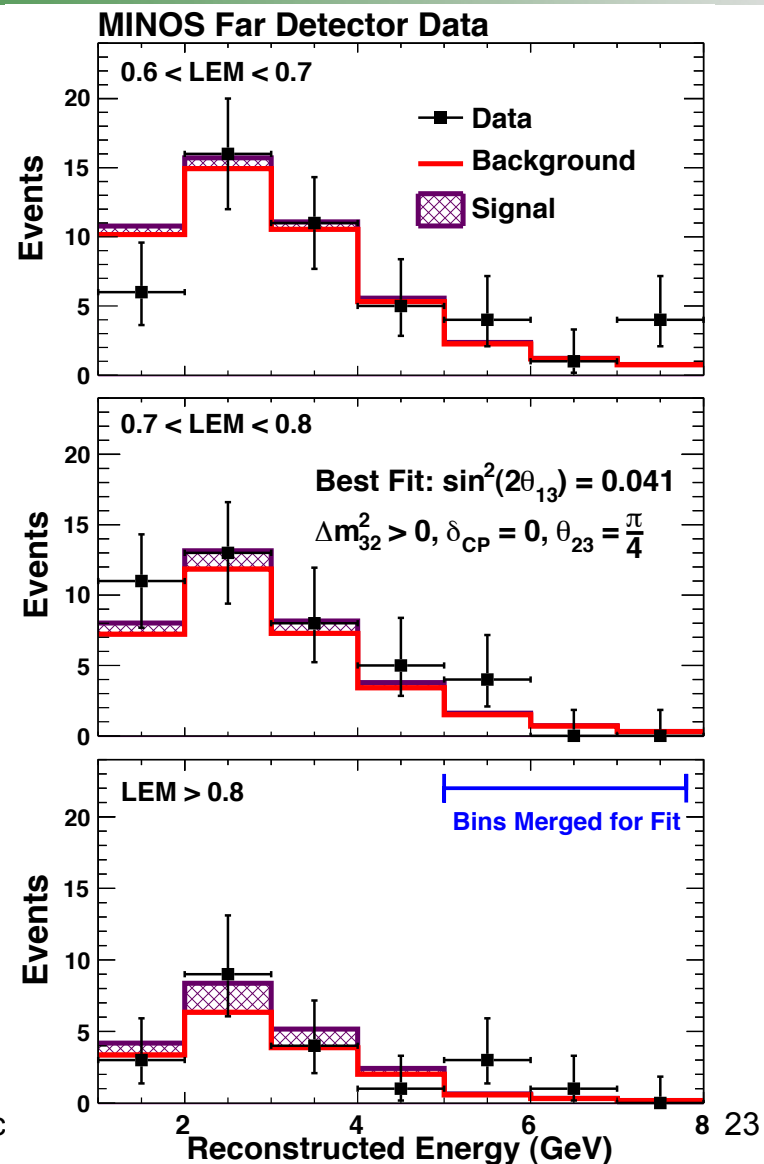 MINOS Far Detector Data
0.6 < LEM < 0.7
20
15
10
5
0
Events
Data
Background
Signal
0.7 < LEM < 0.8
20
15
10
5
0
Events
Best Fit: sin²(2θ₁₃) = 0.041
Δm²₃₂ > 0, δ_CP = 0, θ₂₃ = π/4
LEM > 0.8
20
15
10
5
0
Events
Bins Merged for Fit
2 4 6 8
Reconstructed Energy (GeV)
c
23